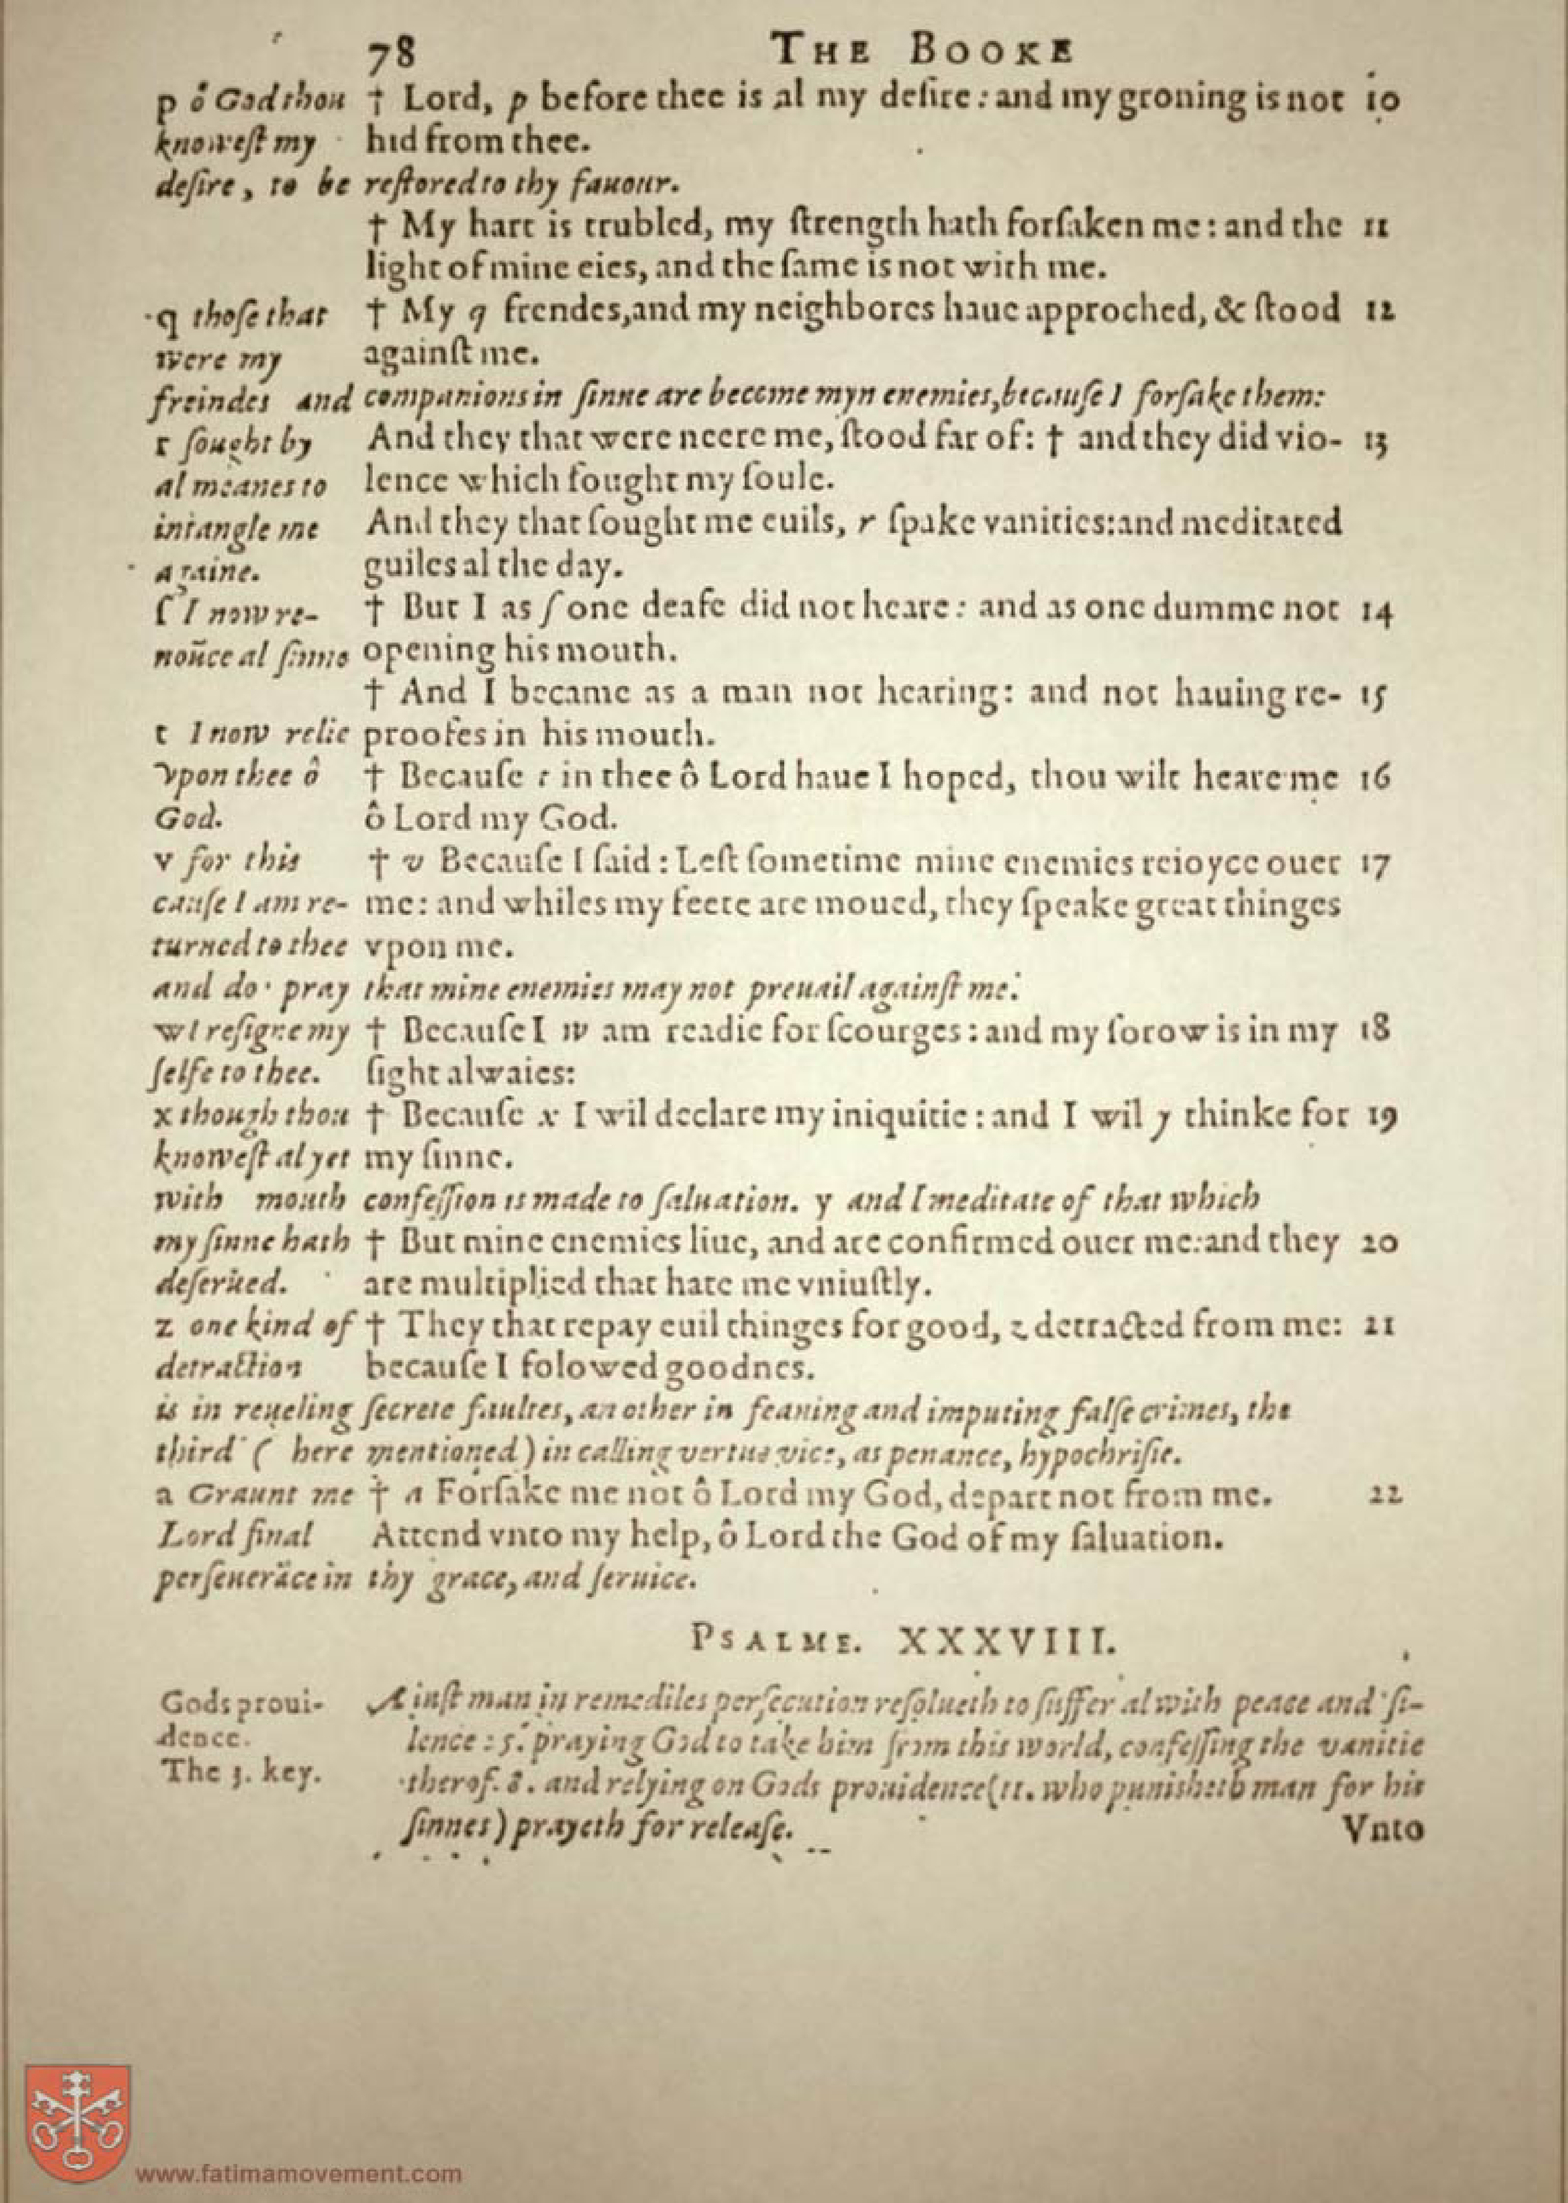 78 THE BOOKE
p ô God thou † Lord, p before thee is al my desire: and my groning is not 10
knowest my hid from thee.
desire, to be restored to thy fauour.
† My hart is trubled, my strength hath forsaken me: and the 11
light of mine eies, and the same is not with me.
q those that † My q frendes, and my neighbores haue approched, & stood 12
were my against me.
freindes and companions in sinne are become myn enemies, because I forsake them:
r sought by And they that were neere me, stood far of: † and they did vio- 13
al meanes to lence which sought my soule.
intangle me And they that sought me euils, r spake vanities: and meditated
againe. guiles al the day.
ſ I now re- † But I as ſ one deafe did not heare: and as one dumme not 14
noũce al sinne opening his mouth.
† And I became as a man not hearing: and not hauing re- 15
t I now relie proofes in his mouth.
vpon thee ô † Because t in thee ô Lord haue I hoped, thou wilt heare me 16
God. ô Lord my God.
v for this † v Because I said: Lest sometime mine enemies reioyce ouer 17
cause I am re- me: and whiles my feete are moued, they speake great thinges
turned to thee vpon me.
and do pray that mine enemies may not preuail against me.
w I resigne my † Because I w am readie for scourges: and my sorow is in my 18
selfe to thee. sight alwaies:
x though thou † Because x I wil declare my iniquitie: and I wil y thinke for 19
knowest al yet my sinne.
with mouth confession is made to saluation. y and I meditate of that which
my sinne hath † But mine enemies liue, and are confirmed ouer me: and they 20
deserued. are multiplied that hate me vniustly.
z one kind of † They that repay euil thinges for good, z detracted from me: 21
detraction because I folowed goodnes.
is in reueling secrete faultes, an other in feaning and imputing false crimes, the
third ( here mentioned ) in calling vertue vice, as penance, hypochrisie.
a Graunt me † a Forsake me not ô Lord my God, depart not from me. 22
Lord final Attend vnto my help, ô Lord the God of my saluation.
perseuerãce in thy grace, and seruice.
PSALME. XXXVIII.
Gods proui- A iust man in remediles persecution resolueth to suffer al with peace and si-
dence. lence: 5. praying God to take him from this world, confessing the vanitie
The 3. key. therof. 8. and relying on Gods prouidence (11. who punisheth man for his
sinnes) prayeth for release. Vnto
www.fatimamovement.com